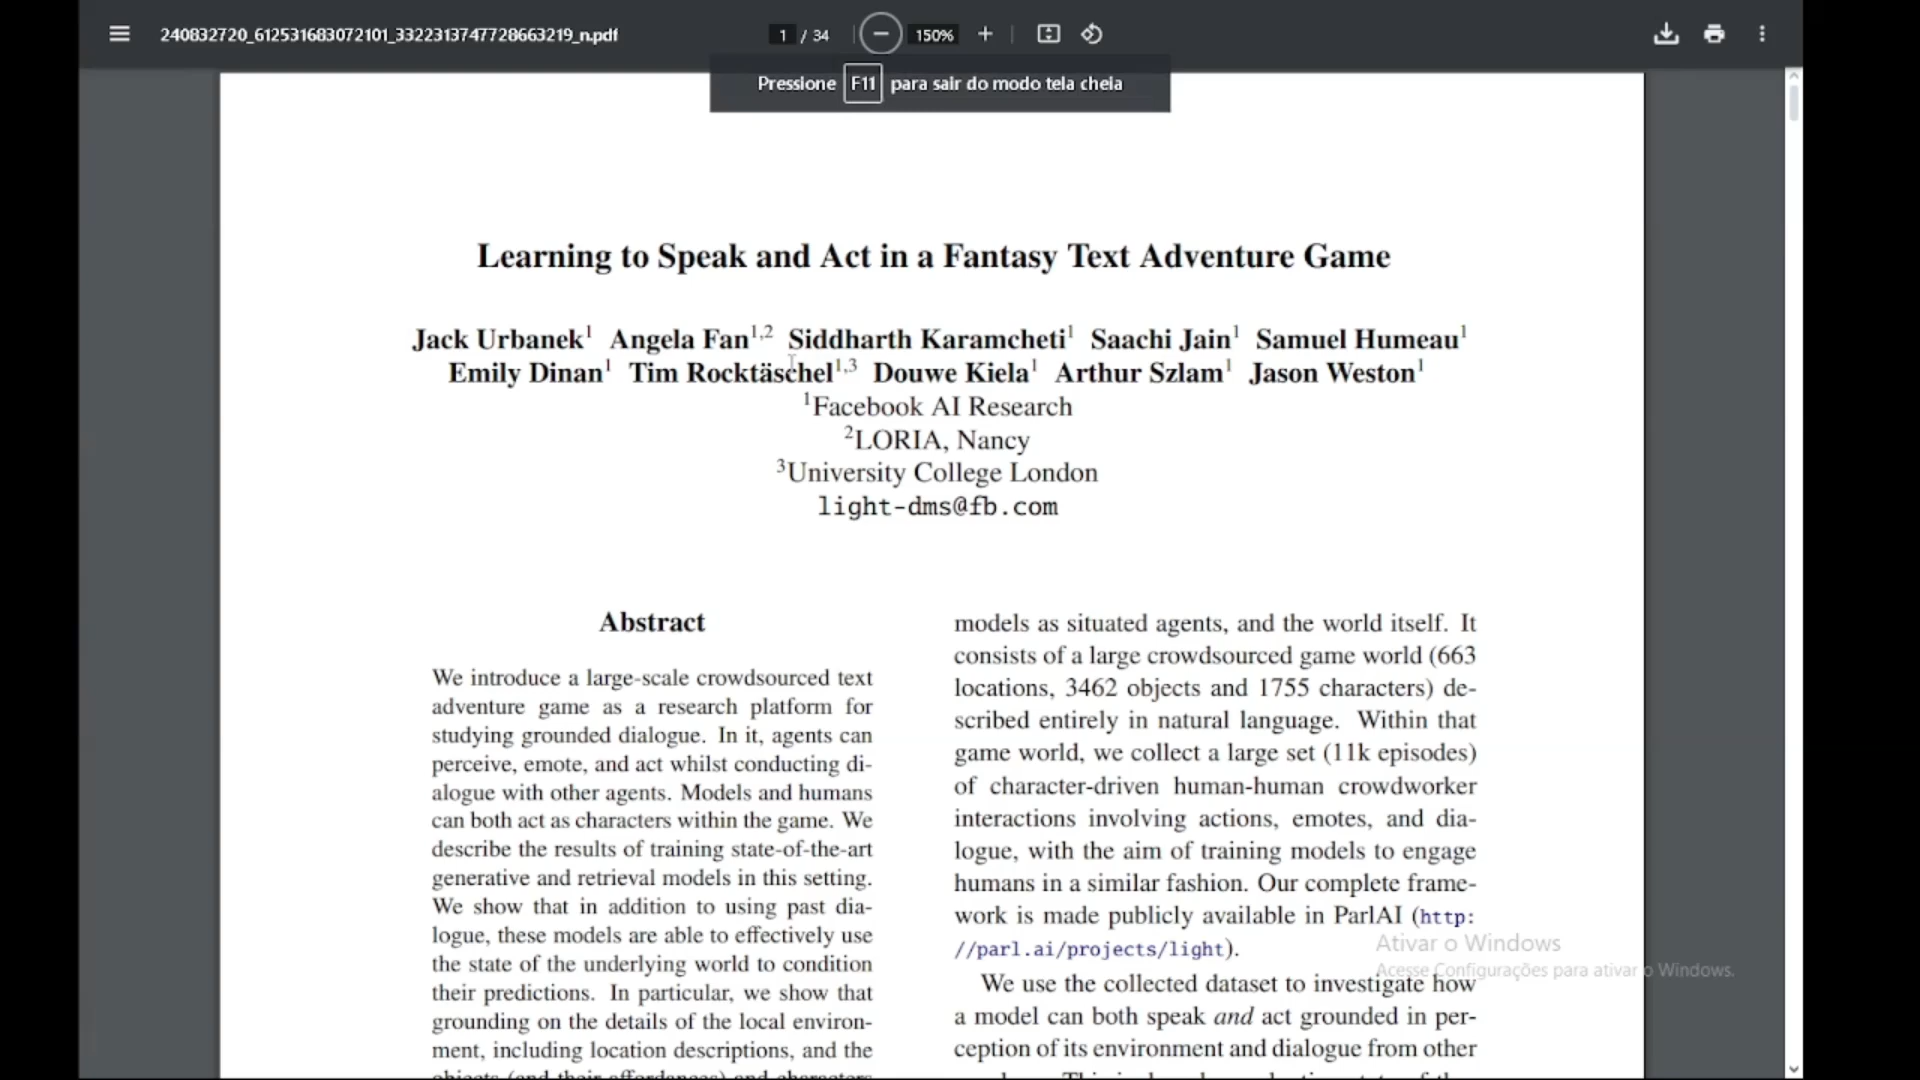 240832720_612531683072101_3322313747728663219_n.pdf
1 / 34
150%
Pressione F11 para sair do modo tela cheia
Learning to Speak and Act in a Fantasy Text Adventure Game
Jack Urbanek1 Angela Fan1,2 Siddharth Karamcheti1 Saachi Jain1 Samuel Humeau1
Emily Dinan1 Tim Rocktäschel1,3 Douwe Kiela1 Arthur Szlam1 Jason Weston1
1Facebook AI Research
2LORIA, Nancy
3University College London
light-dms@fb.com
Abstract
We introduce a large-scale crowdsourced text
adventure game as a research platform for
studying grounded dialogue. In it, agents can
perceive, emote, and act whilst conducting di-
alogue with other agents. Models and humans
can both act as characters within the game. We
describe the results of training state-of-the-art
generative and retrieval models in this setting.
We show that in addition to using past dia-
logue, these models are able to effectively use
the state of the underlying world to condition
their predictions. In particular, we show that
grounding on the details of the local environ-
ment, including location descriptions, and the
objects (and their affordances) and characters
models as situated agents, and the world itself. It
consists of a large crowdsourced game world (663
locations, 3462 objects and 1755 characters) de-
scribed entirely in natural language. Within that
game world, we collect a large set (11k episodes)
of character-driven human-human crowdworker
interactions involving actions, emotes, and dia-
logue, with the aim of training models to engage
humans in a similar fashion. Our complete frame-
work is made publicly available in ParlAI (http:
//parl.ai/projects/light).
We use the collected dataset to investigate how
a model can both speak and act grounded in per-
ception of its environment and dialogue from other
Ativar o Windows
Acesse Configurações para ativar o Windows.